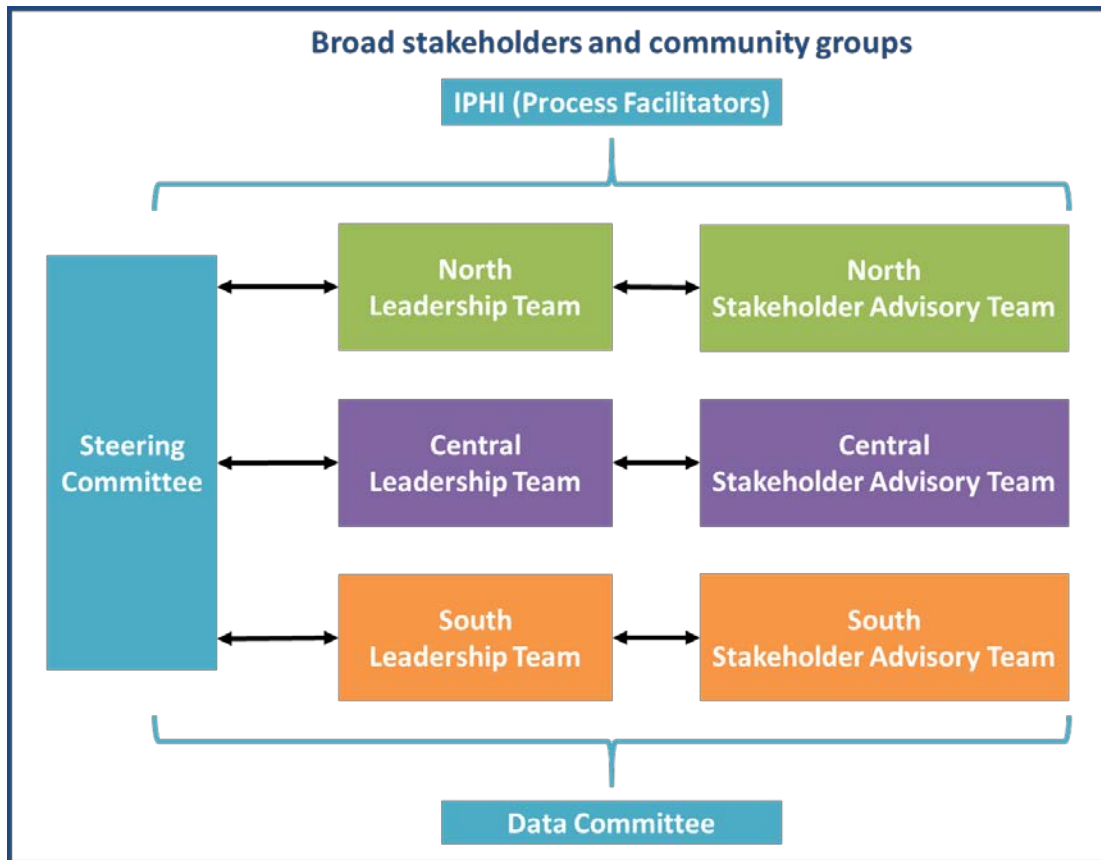 Broad stakeholders and community groups
IPHI (Process Facilitators)
Steering
Committee
North
Leadership Team
North
Stakeholder Advisory Team
Central
Leadership Team
Central
Stakeholder Advisory Team
South
Leadership Team
South
Stakeholder Advisory Team
Data Committee